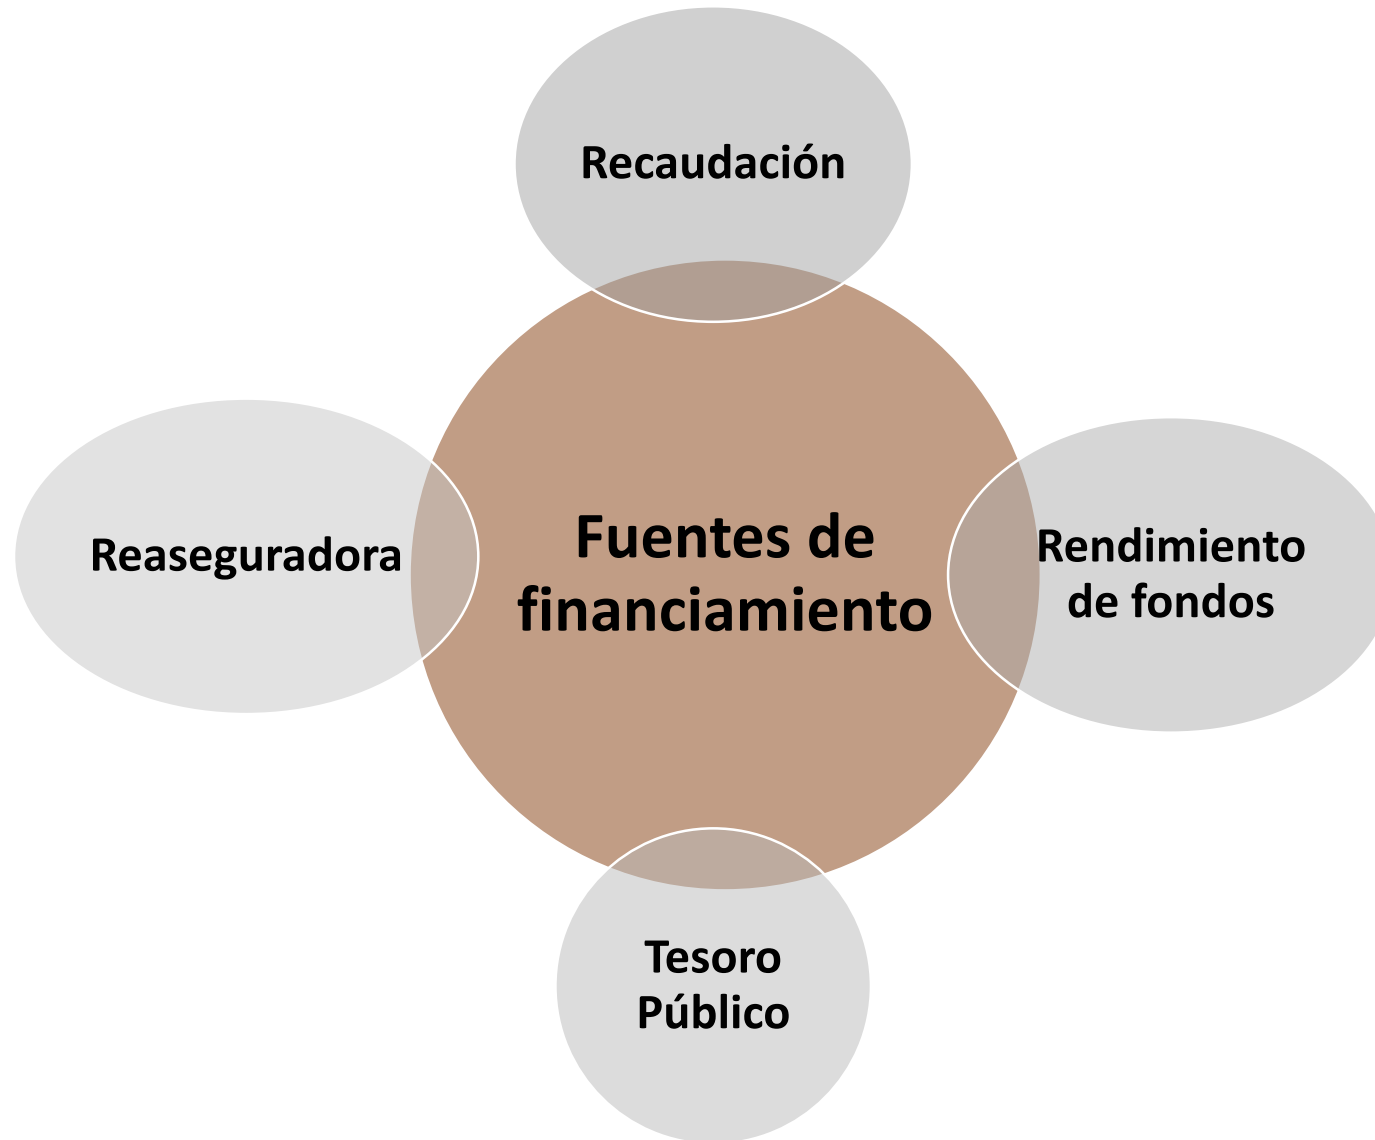 Recaudación
Reaseguradora
Fuentes de
financiamiento
Rendimiento
de fondos
Tesoro
Público